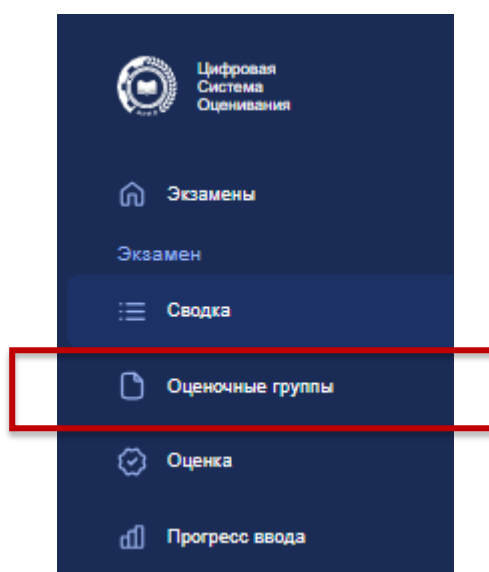 Цифровая
Система
Оценивания
Экзамены
Экзамен
Сводка
Оценочные группы
Оценка
Прогресс ввода